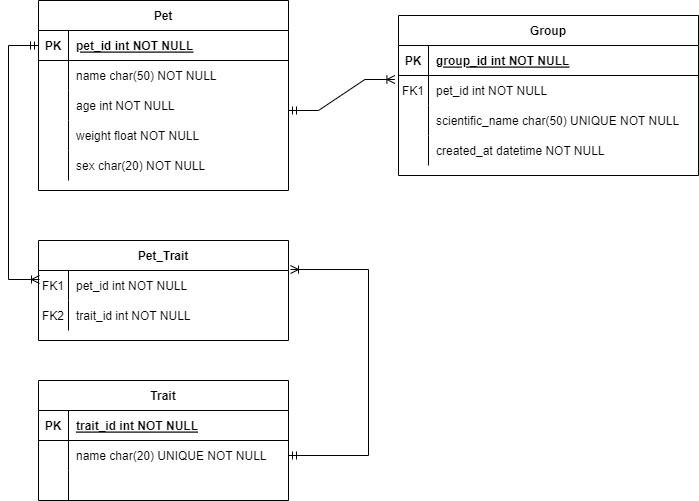 Pet
PK pet_id int NOT NULL
name char(50) NOT NULL
age int NOT NULL
weight float NOT NULL
sex char(20) NOT NULL
Group
PK group_id int NOT NULL
FK1 pet_id int NOT NULL
scientific_name char(50) UNIQUE NOT NULL
created_at datetime NOT NULL
Pet_Trait
FK1 pet_id int NOT NULL
FK2 trait_id int NOT NULL
Trait
PK trait_id int NOT NULL
name char(20) UNIQUE NOT NULL